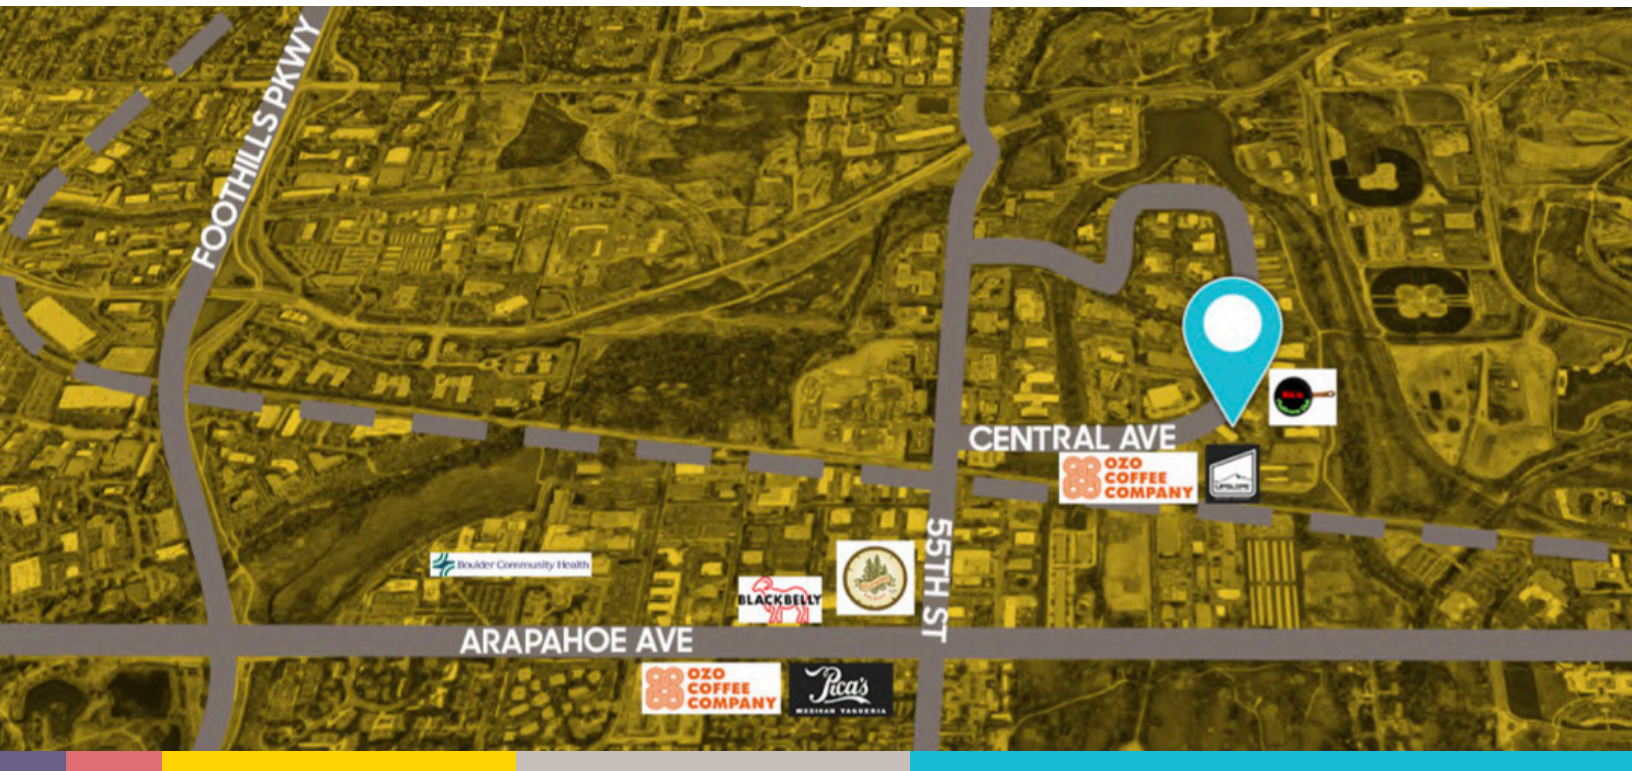 FOOTHILLS PKWY
CENTRAL AVE
OZO
COFFEE
COMPANY
UPSLOPE
55TH ST
Boulder Community Health
BLACKBELLY
ARAPAHOE AVE
OZO
COFFEE
COMPANY
Pica's
MEXICAN TAQUERIA